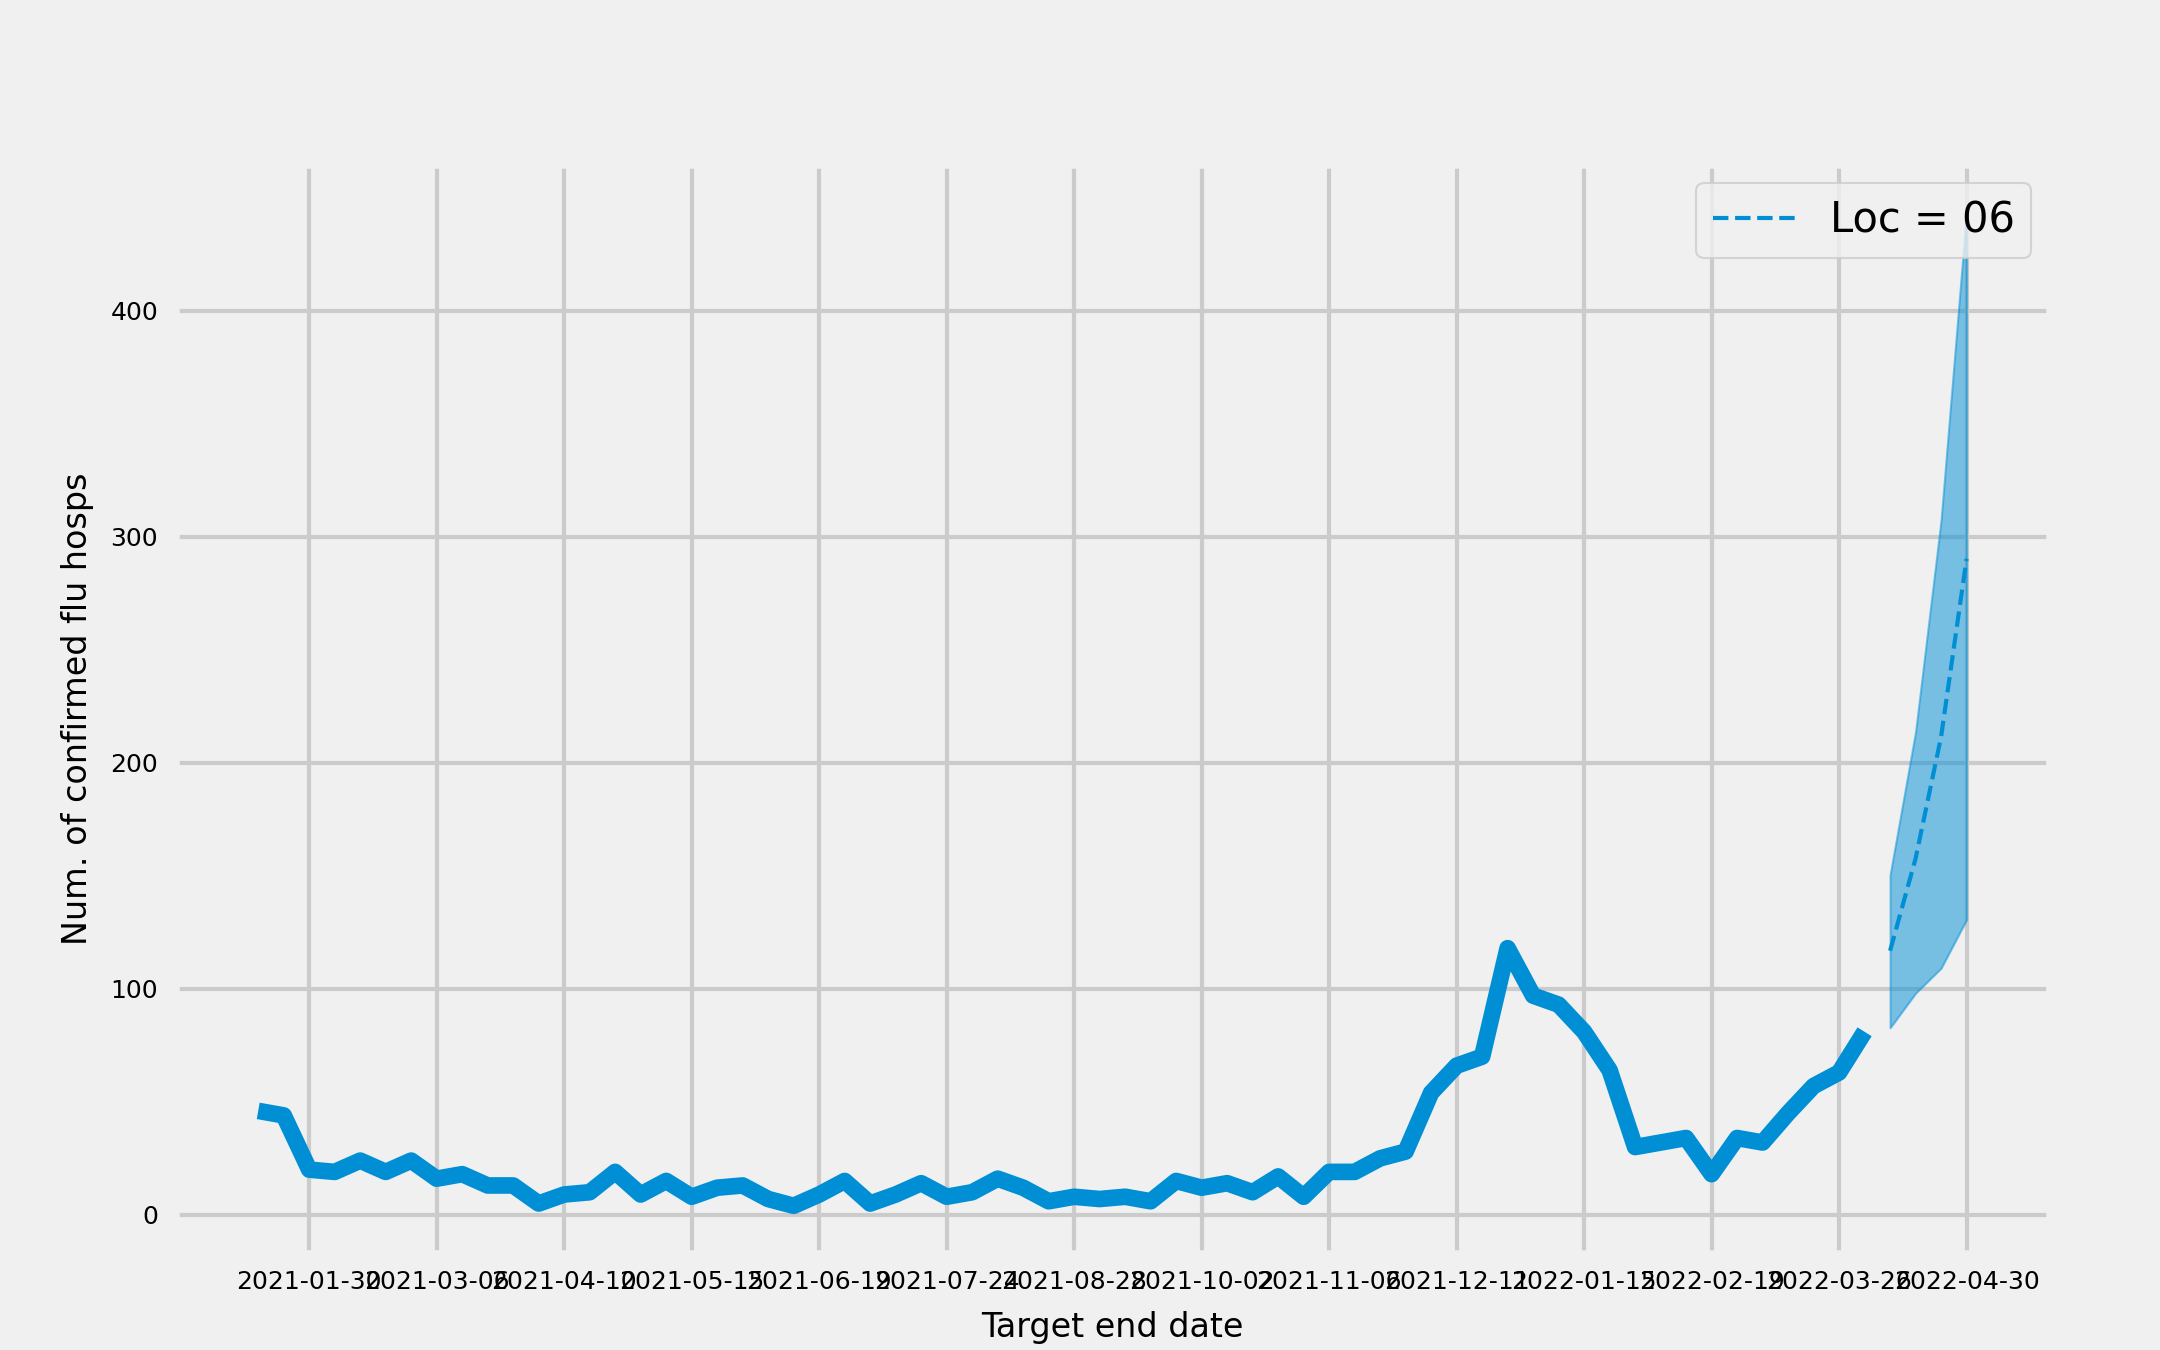 Loc = 06
Num. of confirmed flu hosps
400
300
200
100
0
2021-01-30 2021-03-06 2021-04-10 2021-05-15 2021-06-19 2021-07-24 2021-08-28 2021-10-02 2021-11-06 2021-12-11 2022-01-15 2022-02-19 2022-03-26 2022-04-30
Target end date